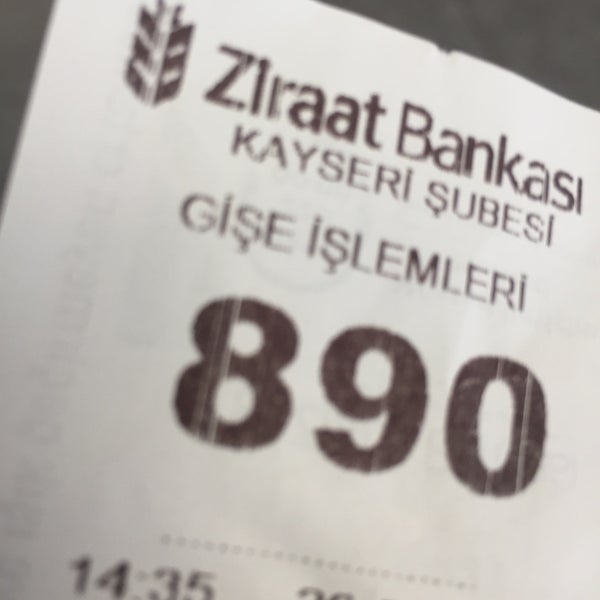 Ziraat Bankası
KAYSERİ ŞUBESİ
GİŞE İŞLEMLERİ
890
14:35